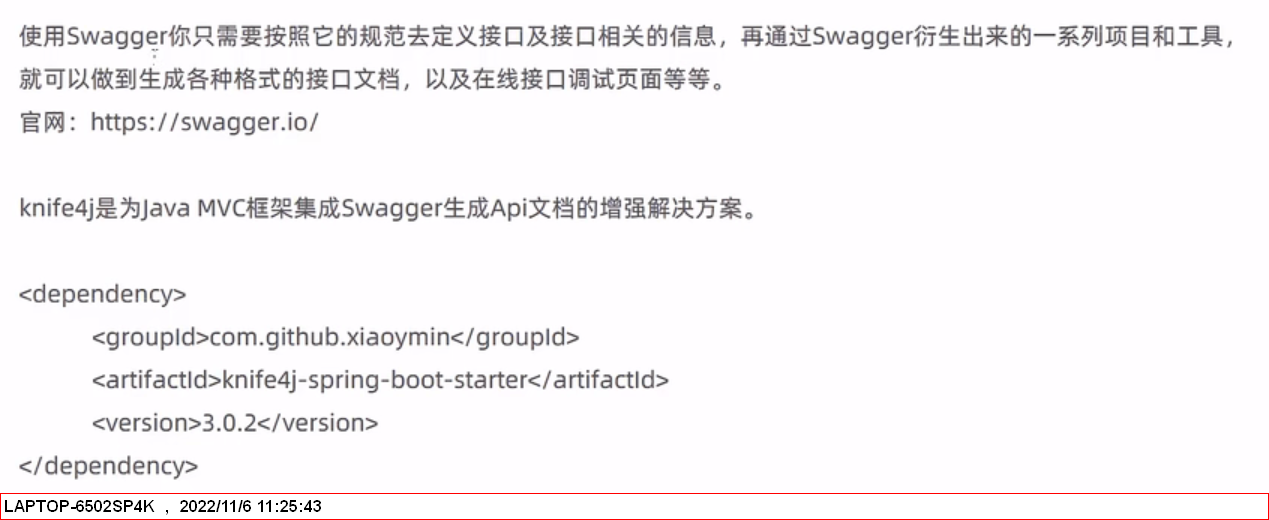 使用Swagger你只需要按照它的规范去定义接口及接口相关的信息，再通过Swagger衍生出来的一系列项目和工具，
就可以做到生成各种格式的接口文档，以及在线接口调试页面等等。
官网：https://swagger.io/
knife4j是为Java MVC框架集成Swagger生成Api文档的增强解决方案。
<dependency>
<groupId>com.github.xiaoymin</groupId>
<artifactId>knife4j-spring-boot-starter</artifactId>
<version>3.0.2</version>
</dependency>
LAPTOP-6502SP4K ， 2022/11/6 11:25:43